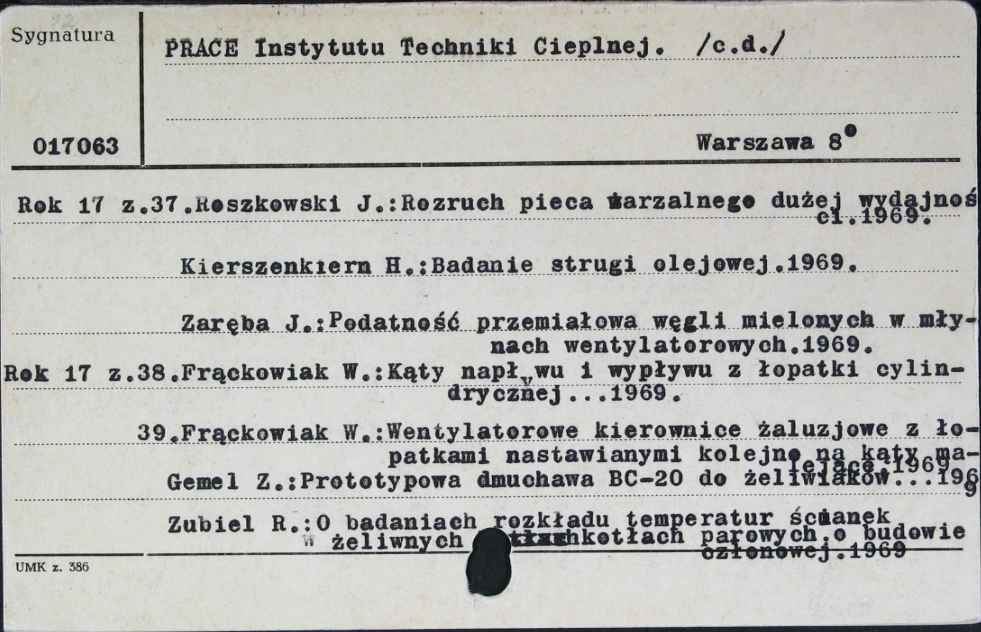 Sygnatura
PRACE Instytutu Techniki Cieplnej. /c.d./
017063
Warszawa 8°
Rok 17 z.37.Roszkowski J.:Rozruch pieca warzalnego dużej wydajnoś
ci.1969.
Kierszenkiern H.:Badanie strugi olejowej.1969.
Zaręba J.:Podatność przemiałowa węgli mielonych w mły-
nach wentylatorowych.1969.
Rok 17 z.38.Frąckowiak W.:Kąty napływu i wypływu z łopatki cylin-
drycznej...1969.
39.Frąckowiak W.:Wentylatorowe kierownice żaluzjowe z ło-
patkami nastawianymi kolejno na kąty ma-
lejące.1969
Gemel Z.:Prototypowa dmuchawa BC-20 do żeliwiaków...196
9
Zubiel R.:O badaniach rozkładu temperatur ścianek
w żeliwnych kotłach parowych o budowie
członowej.1969
UMK z. 386